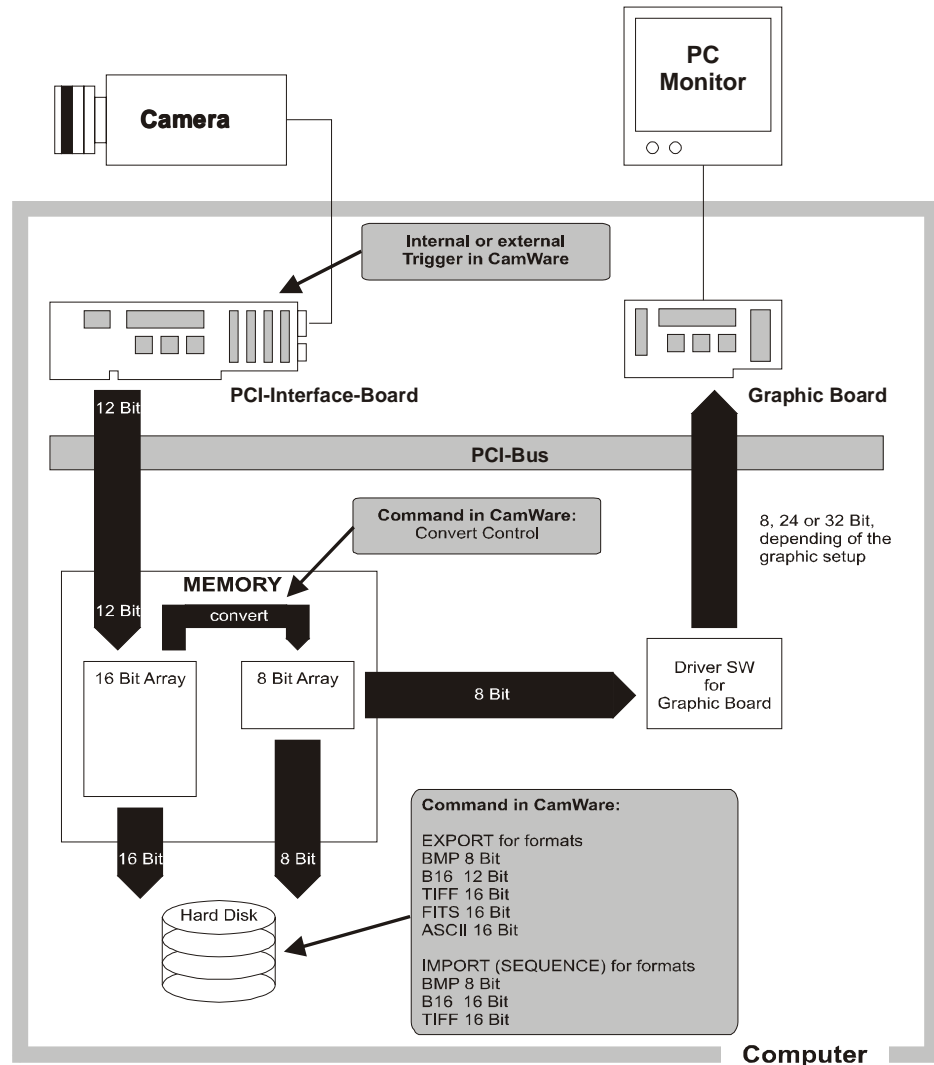 PC
Monitor
Camera
Internal or external
Trigger in CamWare
PCI-Interface-Board
Graphic Board
12 Bit
PCI-Bus
Command in CamWare:
Convert Control
8, 24 or 32 Bit,
depending of the
graphic setup
MEMORY
12 Bit
convert
16 Bit Array
8 Bit Array
8 Bit
Driver SW
for
Graphic Board
16 Bit
8 Bit
Hard Disk
Command in CamWare:
EXPORT for formats
BMP 8 Bit
B16 12 Bit
TIFF 16 Bit
FITS 16 Bit
ASCII 16 Bit
IMPORT (SEQUENCE) for formats
BMP 8 Bit
B16 16 Bit
TIFF 16 Bit
Computer